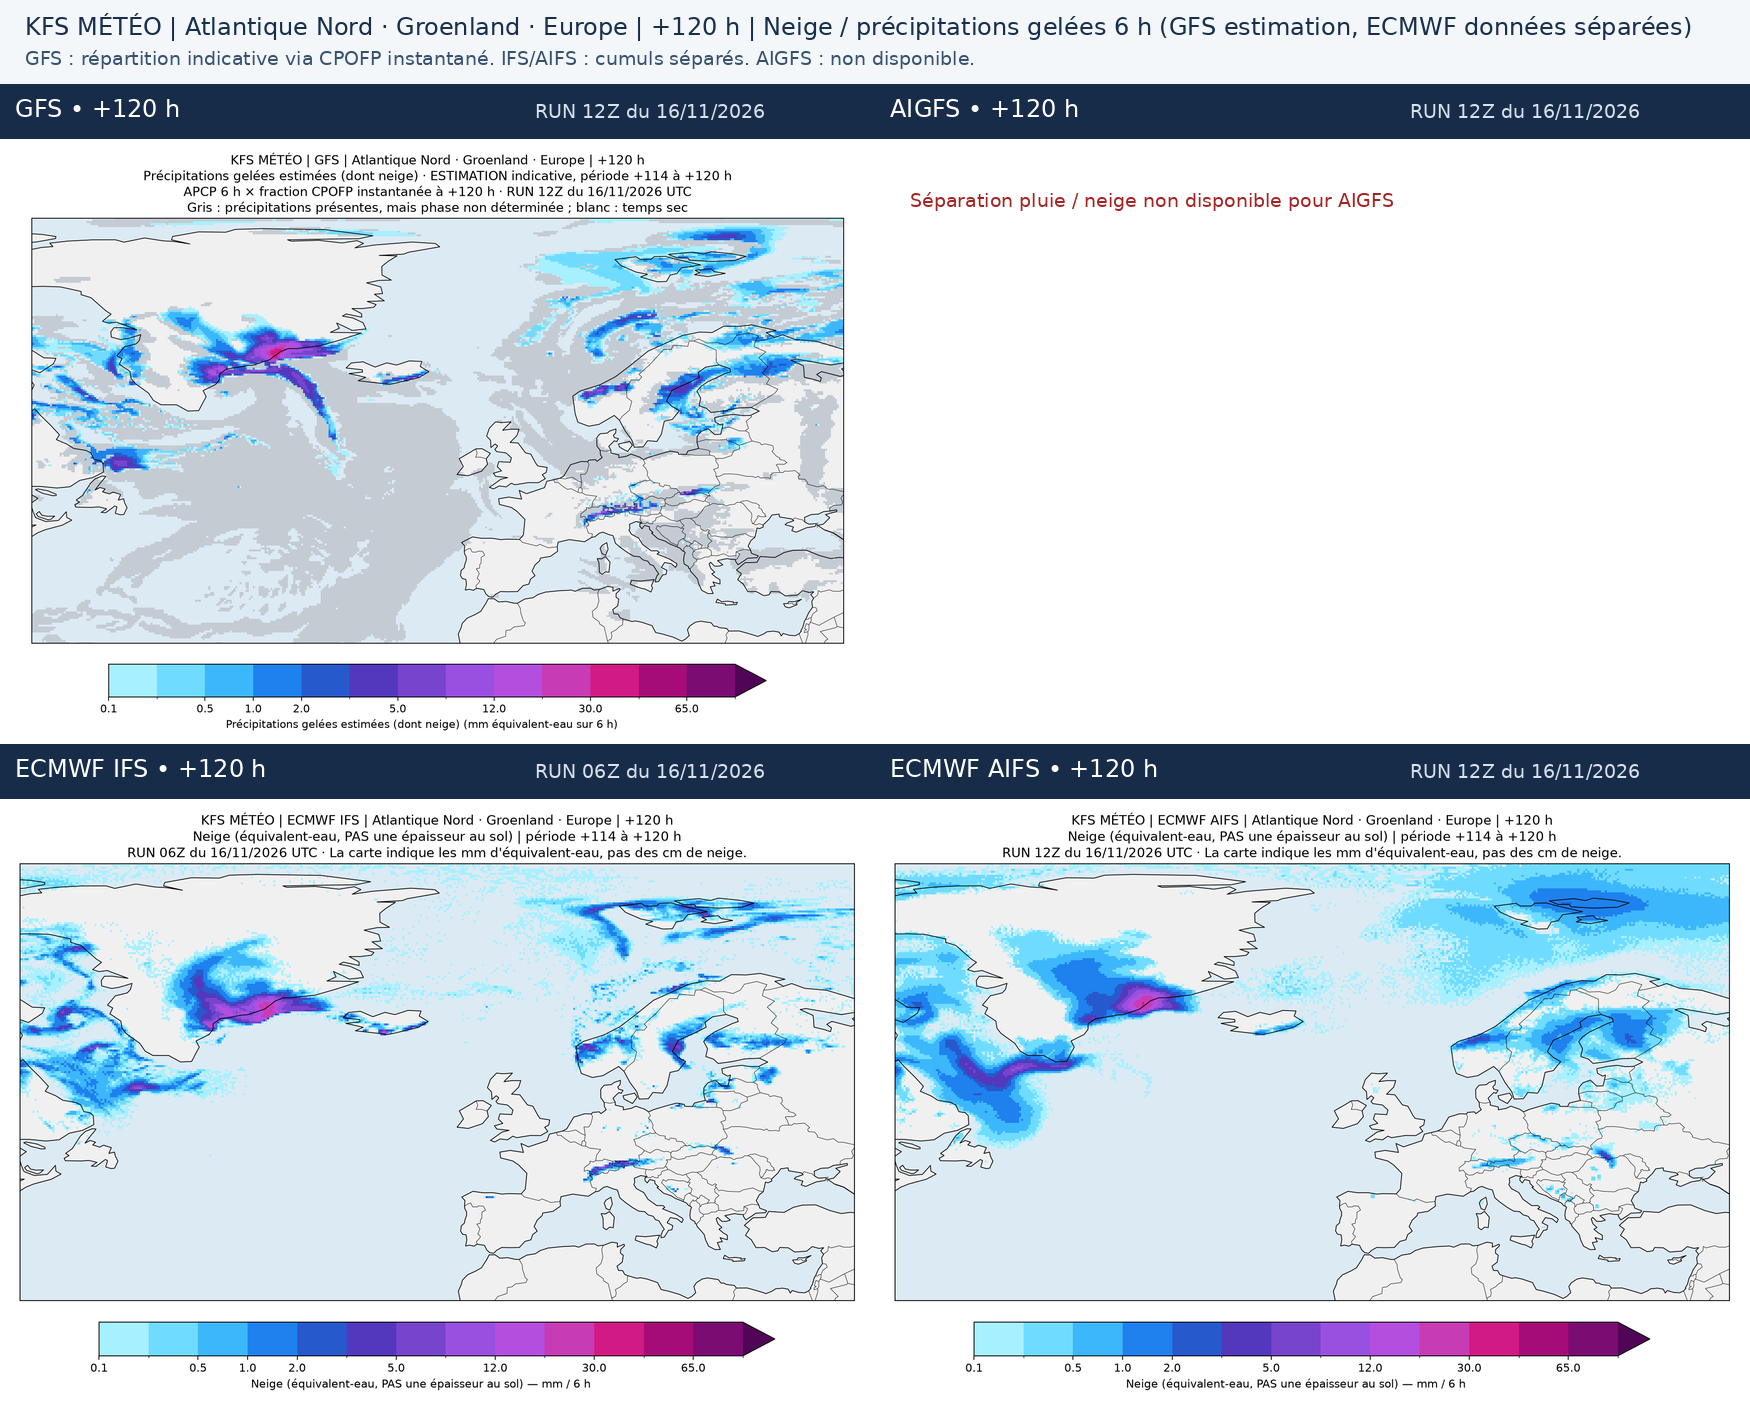 KFS MÉTÉO | Atlantique Nord · Groenland · Europe | +120 h | Neige / précipitations gelées 6 h (GFS estimation, ECMWF données séparées)
GFS : répartition indicative via CPOFP instantané. IFS/AIFS : cumuls séparés. AIGFS : non disponible.
GFS • +120 h
RUN 12Z du 16/11/2026
AIGFS • +120 h
RUN 12Z du 16/11/2026
KFS MÉTÉO | GFS | Atlantique Nord · Groenland · Europe | +120 h
Précipitations gelées estimées (dont neige) · ESTIMATION indicative, période +114 à +120 h
APCP 6 h × fraction CPOFP instantanée à +120 h · RUN 12Z du 16/11/2026 UTC
Gris : précipitations présentes, mais phase non déterminée ; blanc : temps sec
Séparation pluie / neige non disponible pour AIGFS
0.1 0.5 1.0 2.0 5.0 12.0 30.0 65.0
Précipitations gelées estimées (dont neige) (mm équivalent-eau sur 6 h)
ECMWF IFS • +120 h
RUN 06Z du 16/11/2026
ECMWF AIFS • +120 h
RUN 12Z du 16/11/2026
KFS MÉTÉO | ECMWF IFS | Atlantique Nord · Groenland · Europe | +120 h
Neige (équivalent-eau, PAS une épaisseur au sol) | période +114 à +120 h
RUN 06Z du 16/11/2026 UTC · La carte indique les mm d'équivalent-eau, pas des cm de neige.
KFS MÉTÉO | ECMWF AIFS | Atlantique Nord · Groenland · Europe | +120 h
Neige (équivalent-eau, PAS une épaisseur au sol) | période +114 à +120 h
RUN 12Z du 16/11/2026 UTC · La carte indique les mm d'équivalent-eau, pas des cm de neige.
0.1 0.5 1.0 2.0 5.0 12.0 30.0 65.0
Neige (équivalent-eau, PAS une épaisseur au sol) — mm / 6 h
0.1 0.5 1.0 2.0 5.0 12.0 30.0 65.0
Neige (équivalent-eau, PAS une épaisseur au sol) — mm / 6 h